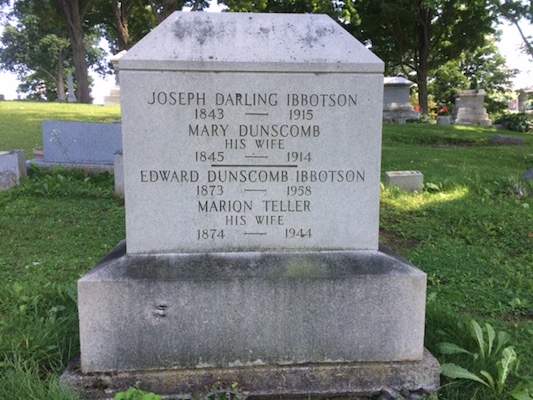 JOSEPH DARLING IBBOTSON
1843 — 1915
MARY DUNSCOMB
HIS WIFE
1845 — 1914
EDWARD DUNSCOMB IBBOTSON
1873 — 1958
MARION TELLER
HIS WIFE
1874 — 1944